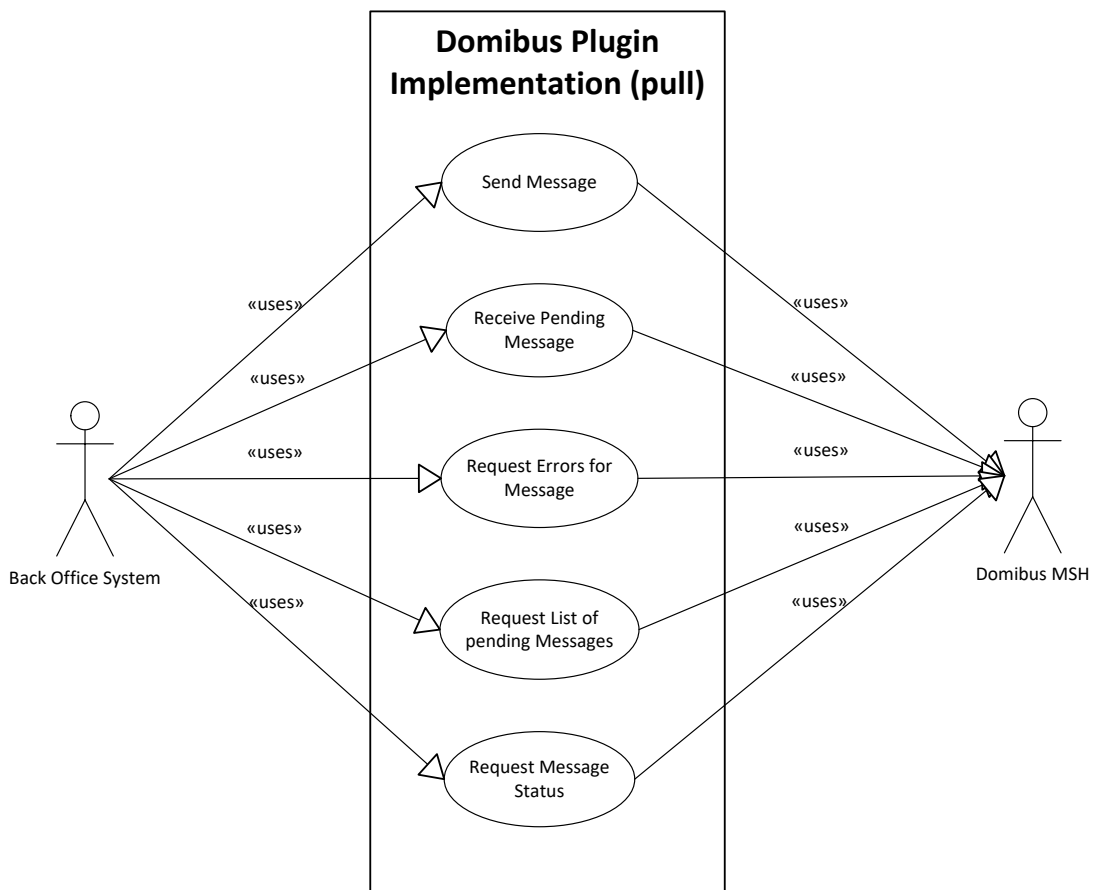 Domibus Plugin
Implementation (pull)
Send Message
«uses»
«uses»
Receive Pending
Message
«uses»
«uses»
Request Errors for
Message
«uses»
«uses»
Back Office System
Domibus MSH
«uses»
«uses»
Request List of
pending Messages
«uses»
«uses»
Request Message
Status